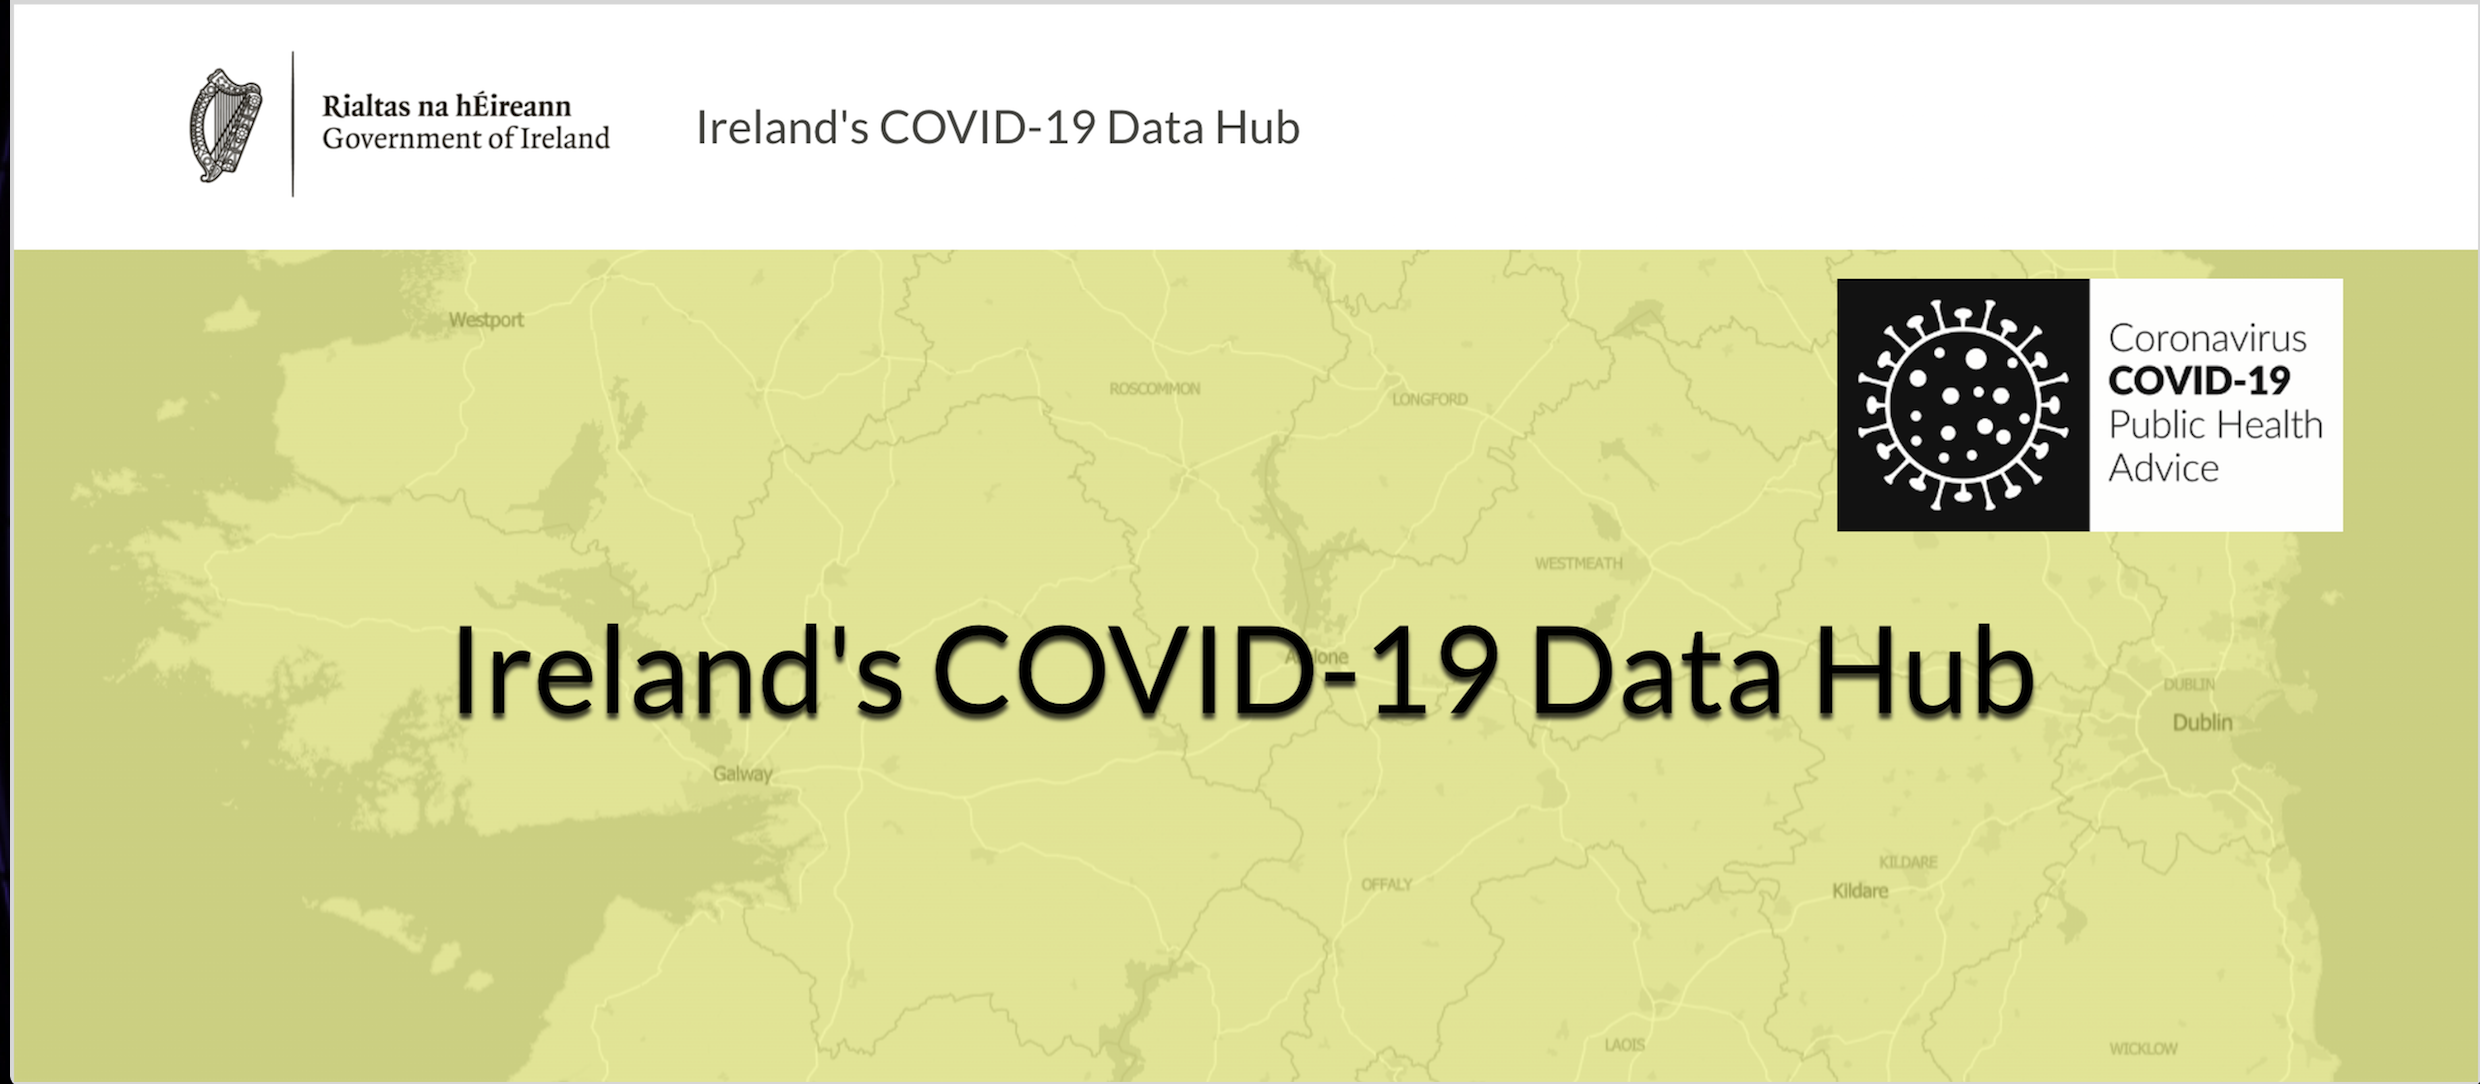 Rialtas na hÉireann
Government of Ireland
Ireland's COVID-19 Data Hub
Coronavirus
COVID-19
Public Health
Advice
Westport
ROSCOMMON
LONGFORD
WESTMEATH
Ireland's COVID-19 Data Hub
DUBLIN
Dublin
Galway
KILDARE
Kildare
OFFALY
LAOIS
WICKLOW